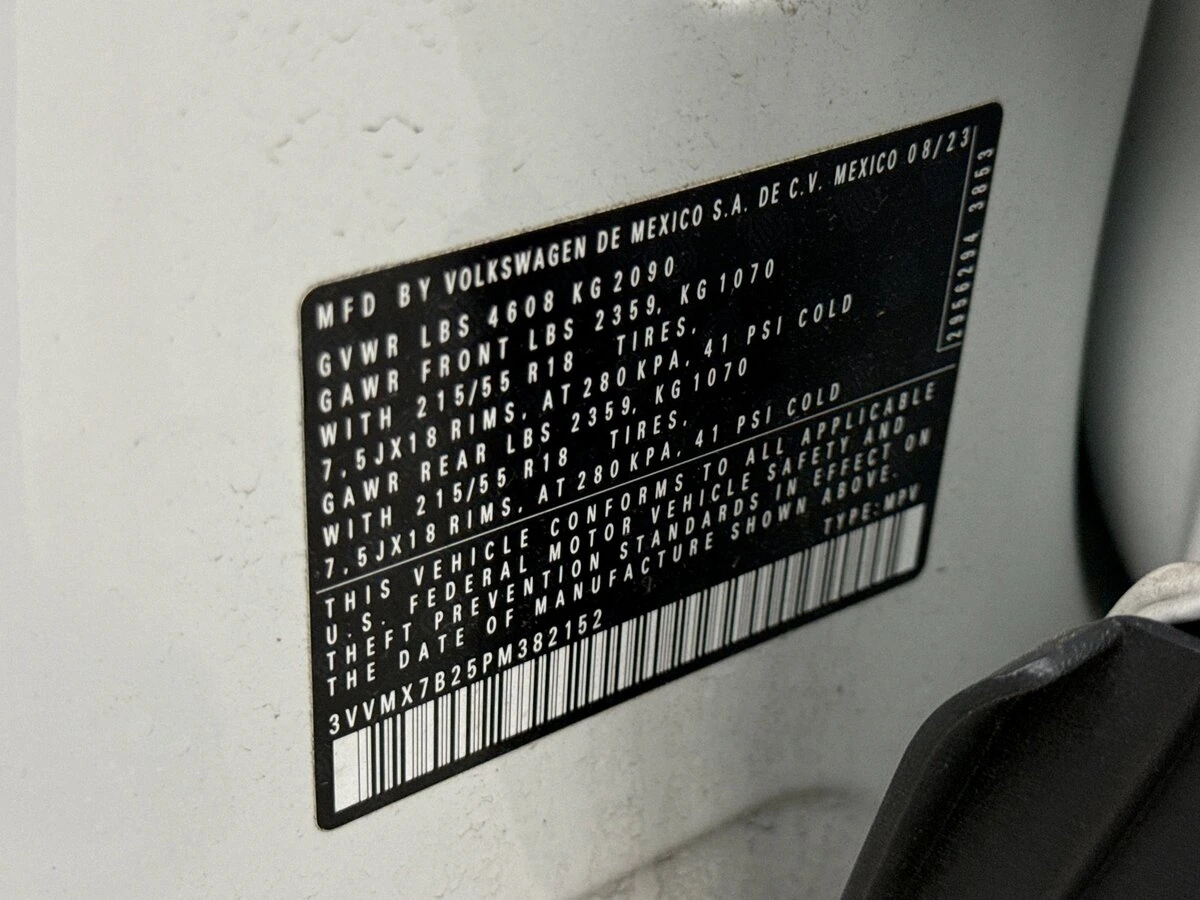 MFD BY VOLKSWAGEN DE MEXICO S.A. DE C.V. MEXICO 08/23
GVWR LBS 4608 KG 2090
GAWR FRONT LBS 2359, KG 1070
WITH 215/55 R18 TIRES,
7,5JX18 RIMS, AT 280 KPA, 41 PSI COLD
GAWR REAR LBS 2359, KG 1070
WITH 215/55 R18 TIRES,
7,5JX18 RIMS, AT 280 KPA, 41 PSI COLD
THIS VEHICLE CONFORMS TO ALL APPLICABLE
U.S. FEDERAL MOTOR VEHICLE SAFETY AND
THEFT PREVENTION STANDARDS IN EFFECT ON
THE DATE OF MANUFACTURE SHOWN ABOVE.
TYPE: MPV
3VVMX7B25PM382152
2956294 3853